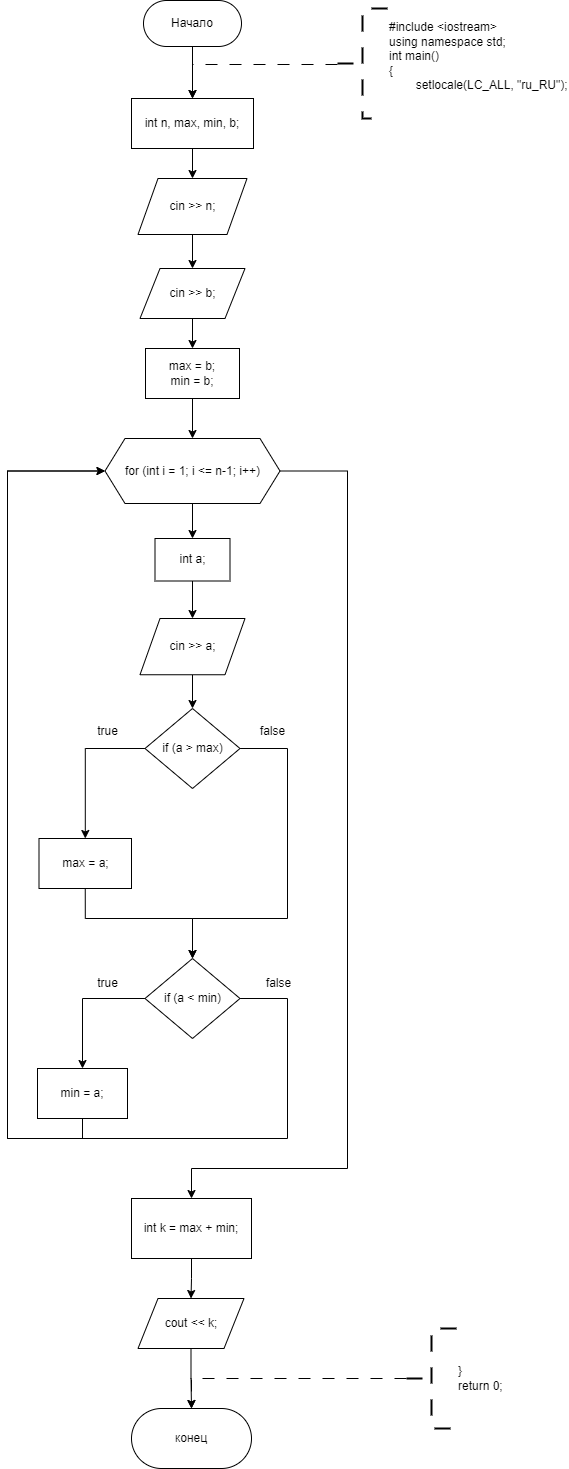 Начало
#include <iostream>
using namespace std;
int main()
{
setlocale(LC_ALL, "ru_RU");
int n, max, min, b;
cin >> n;
cin >> b;
max = b;
min = b;
for (int i = 1; i <= n-1; i++)
int a;
cin >> a;
true
false
if (a > max)
max = a;
true
false
if (a < min)
min = a;
int k = max + min;
cout << k;
}
return 0;
конец